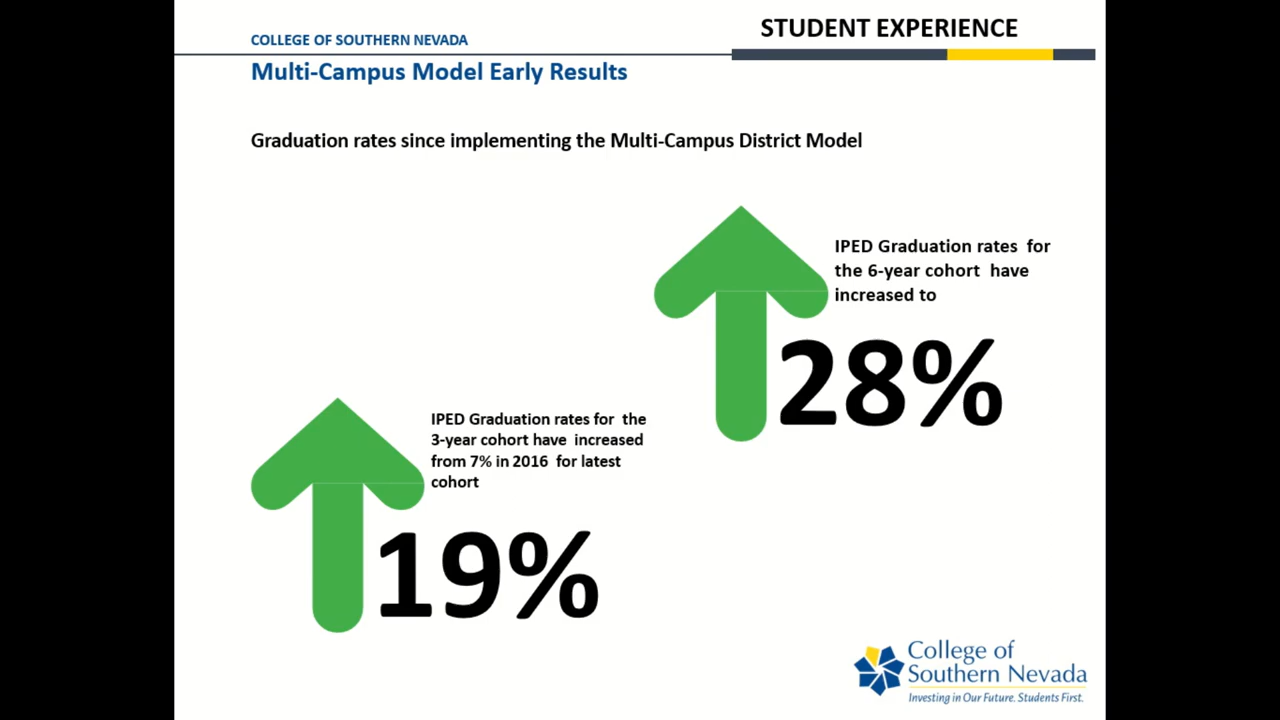 STUDENT EXPERIENCE
COLLEGE OF SOUTHERN NEVADA
Multi-Campus Model Early Results
Graduation rates since implementing the Multi-Campus District Model
IPED Graduation rates for
the 6-year cohort have
increased to
28%
IPED Graduation rates for the
3-year cohort have increased
from 7% in 2016 for latest
cohort
19%
College of
Southern Nevada
Investing in Our Future. Students First.